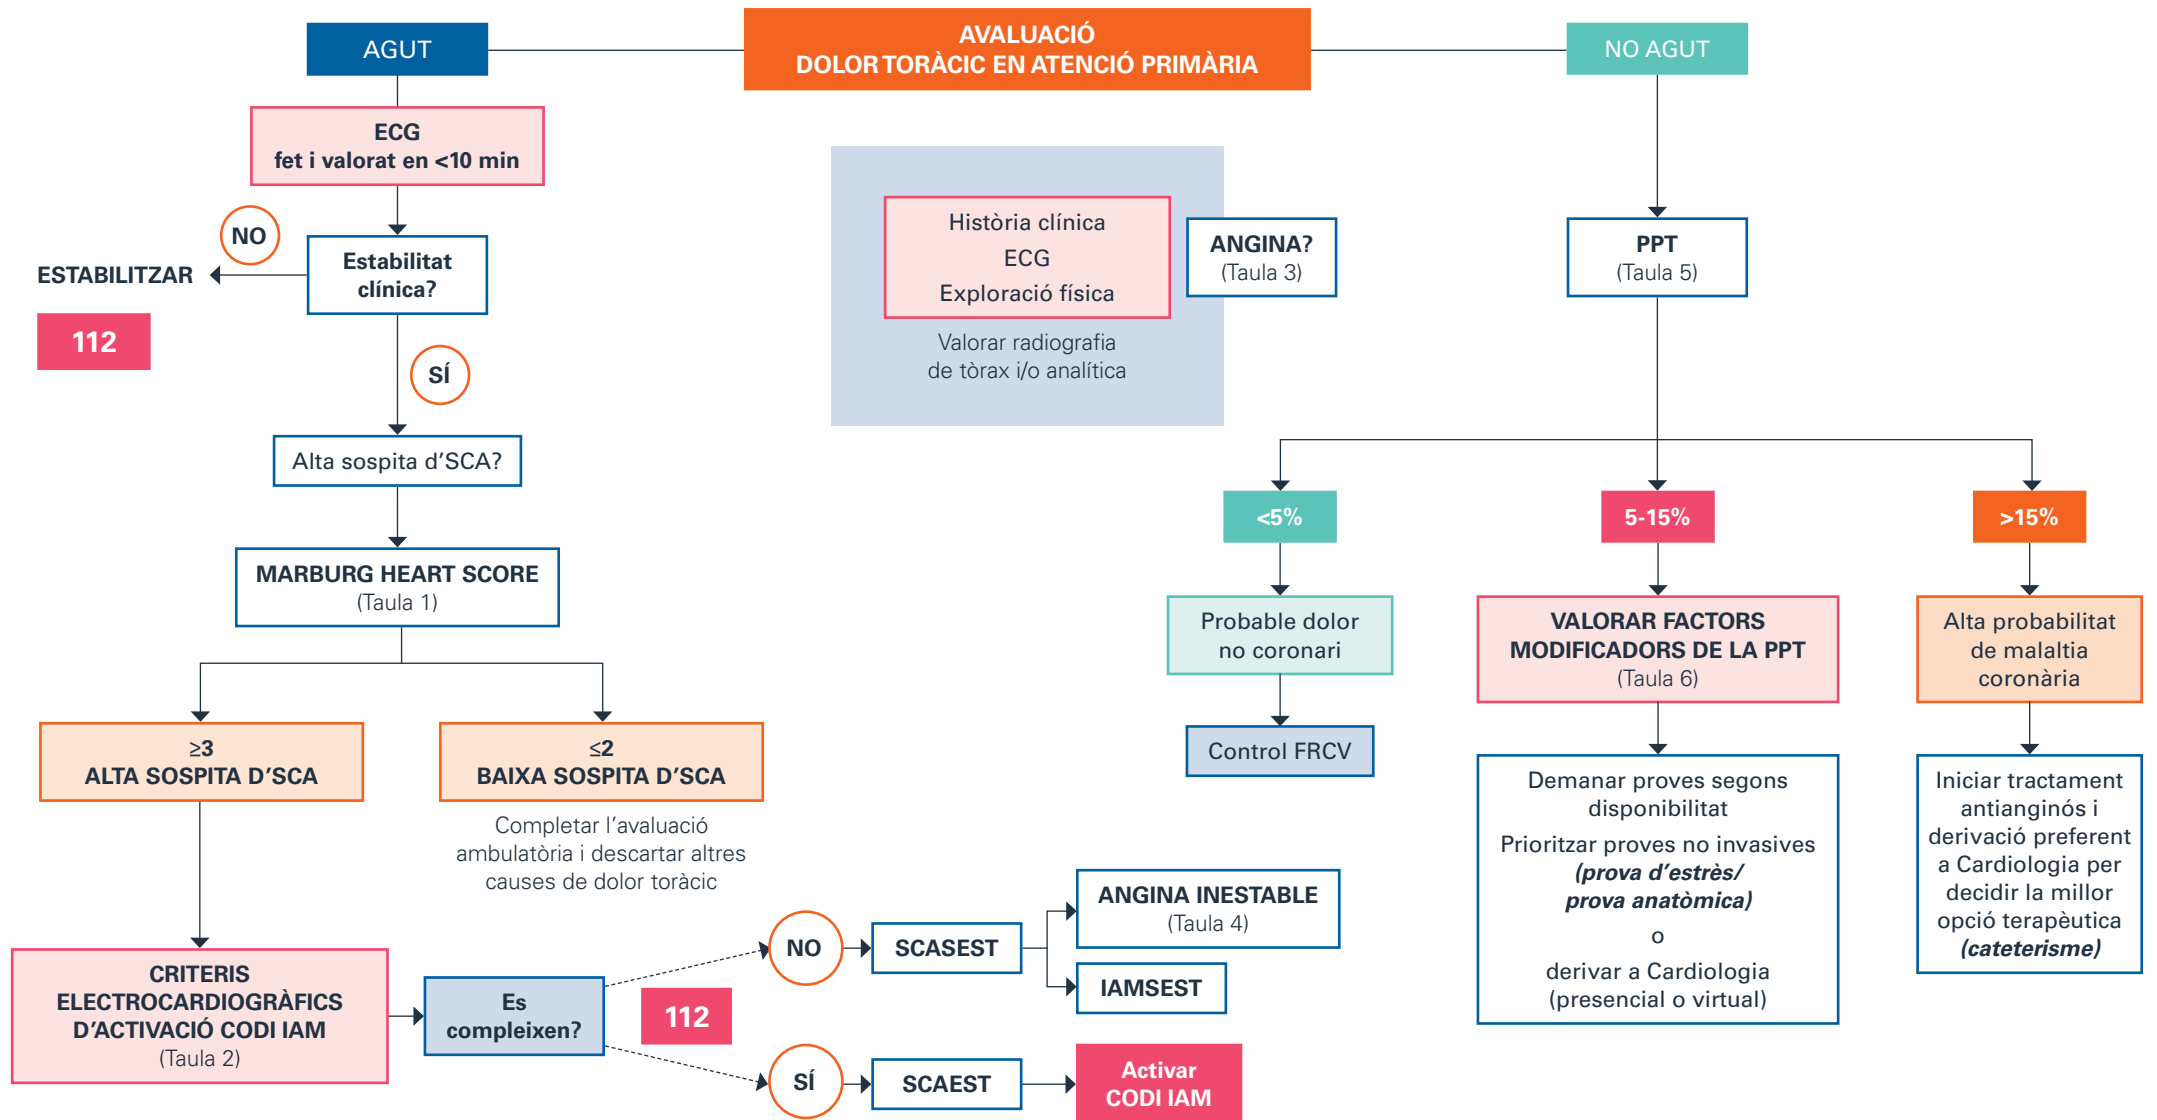 AVALUACIÓ
DOLOR TORÀCIC EN ATENCIÓ PRIMÀRIA
AGUT
ECG
fet i valorat en <10 min
NO
Estabilitat
clínica?
ESTABILITZAR
112
SÍ
Alta sospita d'SCA?
MARBURG HEART SCORE
(Taula 1)
≥3
ALTA SOSPITA D'SCA
≤2
BAIXA SOSPITA D'SCA
Completar l'avaluació
ambulatòria i descartar altres
causes de dolor toràcic
CRITERIS
ELECTROCARDIOGRÀFICS
D'ACTIVACIÓ CODI IAM
(Taula 2)
Es
compleixen?
112
NO
SCASEST
ANGINA INESTABLE
(Taula 4)
IAMSEST
SÍ
SCAEST
Activar
CODI IAM
Història clínica
ECG
Exploració física
Valorar radiografia
de tòrax i/o analítica
ANGINA?
(Taula 3)
NO AGUT
PPT
(Taula 5)
<5%
Probable dolor
no coronari
Control FRCV
5-15%
VALORAR FACTORS
MODIFICADORS DE LA PPT
(Taula 6)
Demanar proves segons
disponibilitat
Prioritzar proves no invasives
(prova d'estrès/
prova anatòmica)
o
derivar a Cardiologia
(presencial o virtual)
>15%
Alta probabilitat
de malaltia
coronària
Iniciar tractament
antianginós i
derivació preferent
a Cardiologia per
decidir la millor
opció terapèutica
(cateterisme)